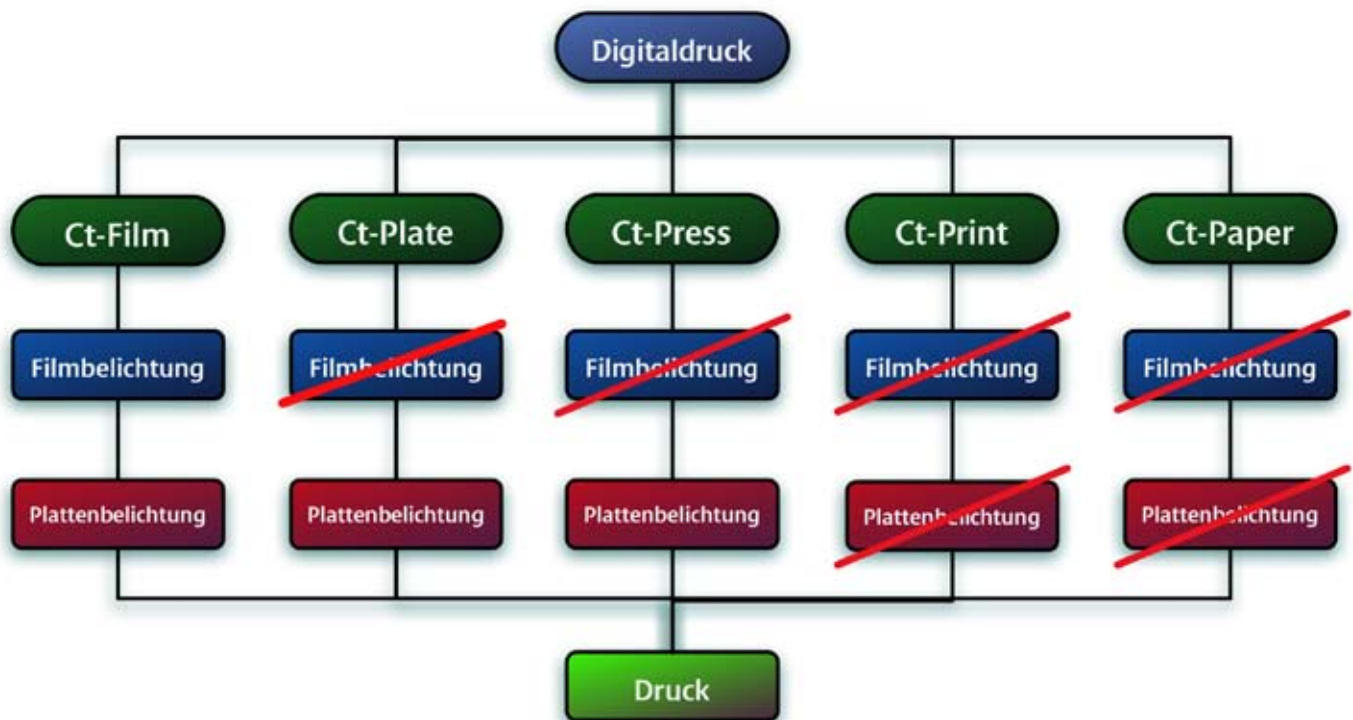 Digitaldruck
Ct-Film
Ct-Plate
Ct-Press
Ct-Print
Ct-Paper
Filmbelichtung
Filmbelichtung
Filmbelichtung
Filmbelichtung
Filmbelichtung
Plattenbelichtung
Plattenbelichtung
Plattenbelichtung
Plattenbelichtung
Plattenbelichtung
Druck